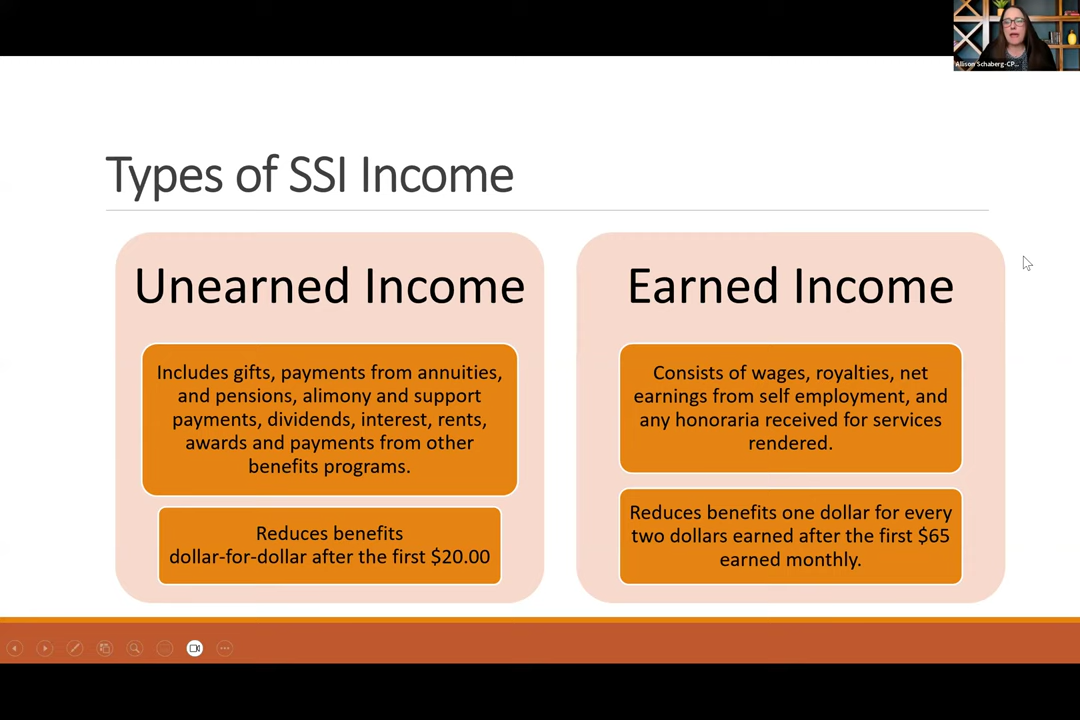 Allison Schaberg-CP...
Types of SSI Income
Unearned Income
Includes gifts, payments from annuities,
and pensions, alimony and support
payments, dividends, interest, rents,
awards and payments from other
benefits programs.
Reduces benefits
dollar-for-dollar after the first $20.00
Earned Income
Consists of wages, royalties, net
earnings from self employment, and
any honoraria received for services
rendered.
Reduces benefits one dollar for every
two dollars earned after the first $65
earned monthly.